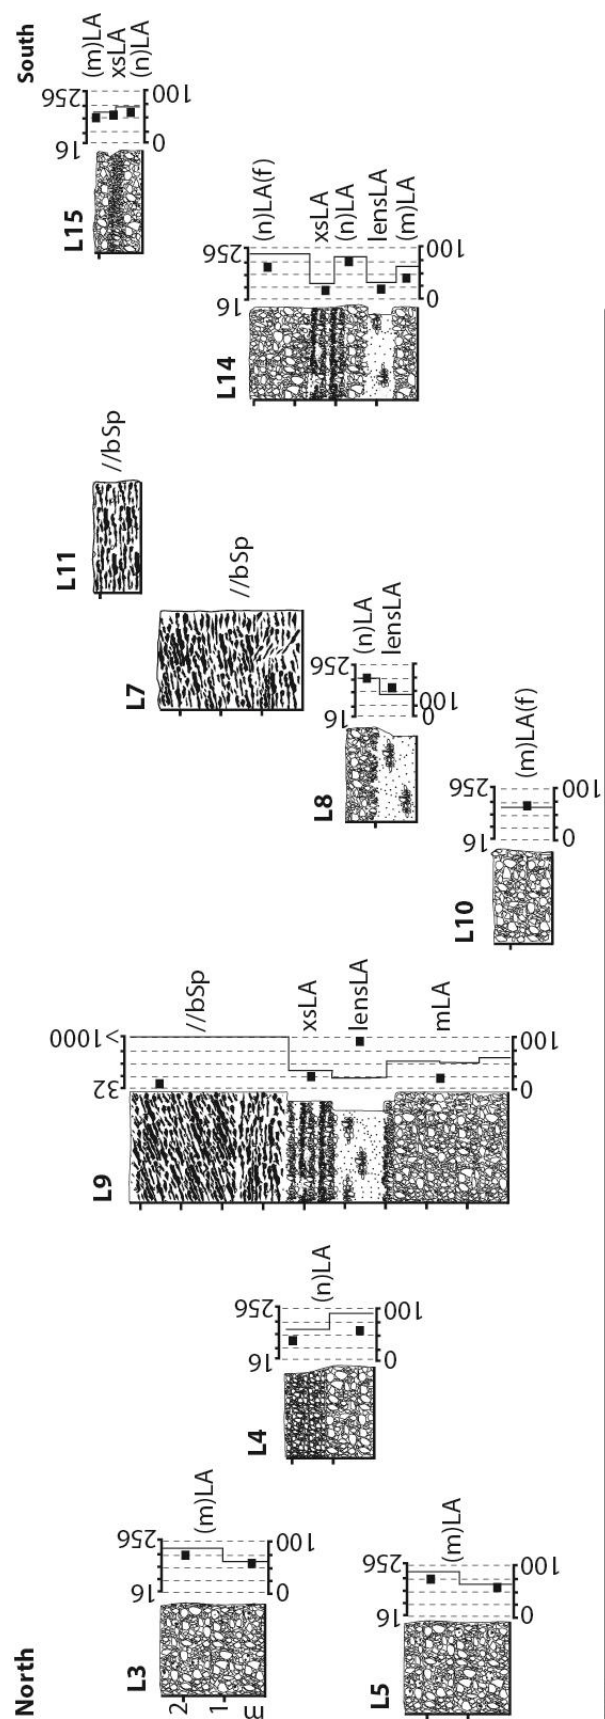 North
South
L3
2
1
m
16
256
0
100
(m)LA
L5
16
256
0
100
(m)LA
L4
16
256
0
100
(n)LA
L9
32
>1000
0
100
//bSp
xsLA
lensLA
mLA
L10
16
256
0
100
(m)LA(f)
L8
16
256
0
100
(n)LA
lensLA
L7
//bSp
L11
//bSp
L14
16
256
0
100
(n)LA(f)
xsLA
(n)LA
lensLA
(m)LA
L15
16
256
0
100
(m)LA
xsLA
(n)LA